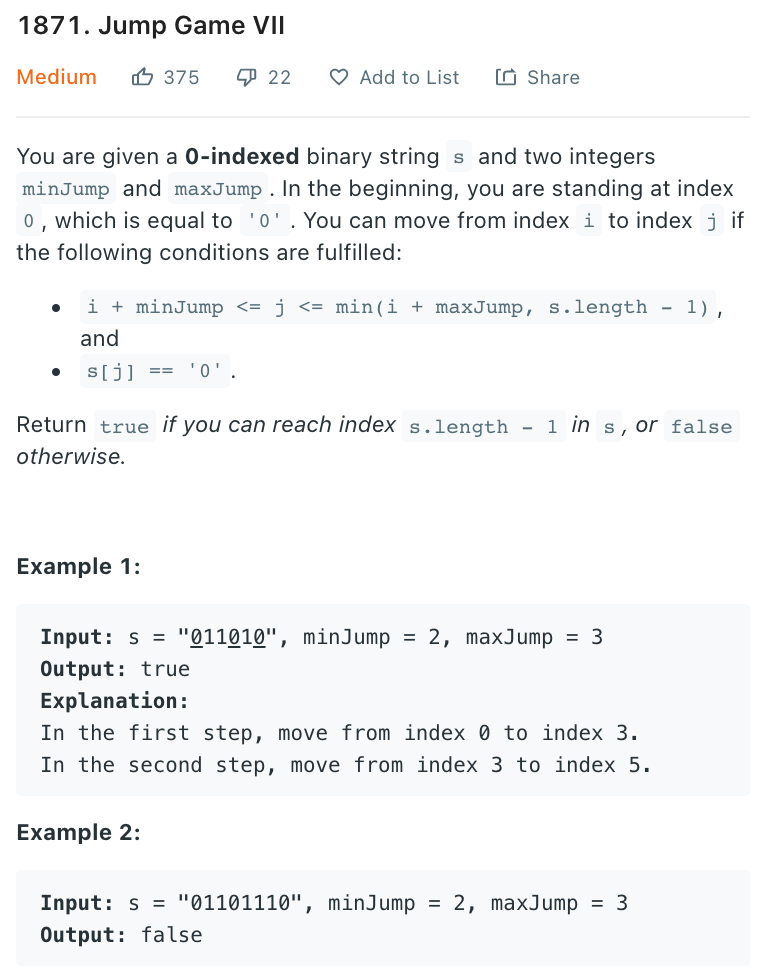 1871. Jump Game VII
Medium 375 22 Add to List Share
You are given a 0-indexed binary string s and two integers
minJump and maxJump. In the beginning, you are standing at index
0, which is equal to '0'. You can move from index i to index j if
the following conditions are fulfilled:
• i + minJump <= j <= min(i + maxJump, s.length - 1),
and
• s[j] == '0'.
Return true if you can reach index s.length - 1 in s, or false
otherwise.
Example 1:
Input: s = "011010", minJump = 2, maxJump = 3
Output: true
Explanation:
In the first step, move from index 0 to index 3.
In the second step, move from index 3 to index 5.
Example 2:
Input: s = "01101110", minJump = 2, maxJump = 3
Output: false